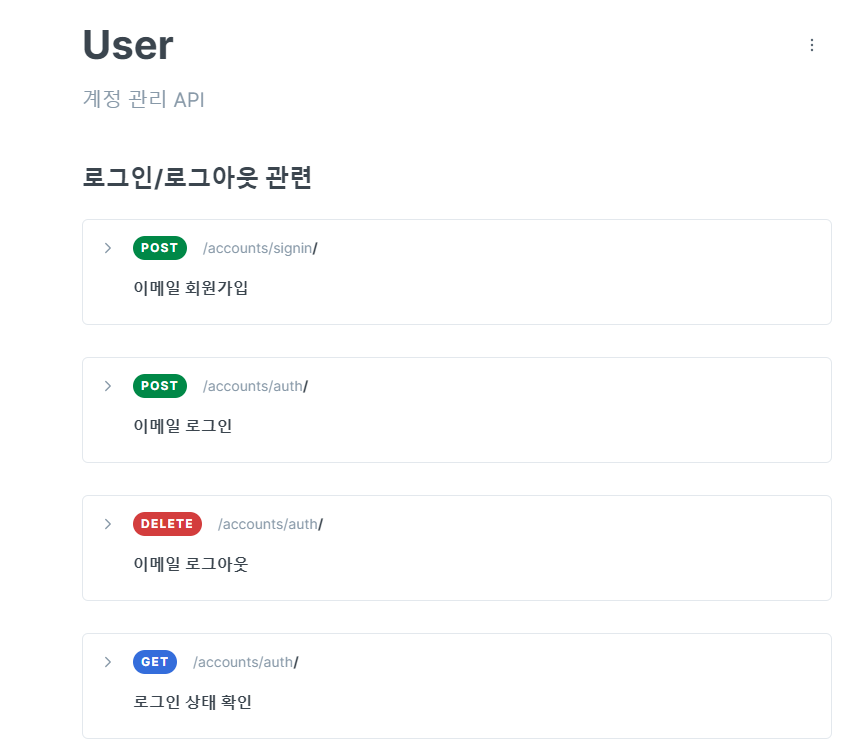 User
계정 관리 API
로그인/로그아웃 관련
POST /accounts/signin/
이메일 회원가입
POST /accounts/auth/
이메일 로그인
DELETE /accounts/auth/
이메일 로그아웃
GET /accounts/auth/
로그인 상태 확인